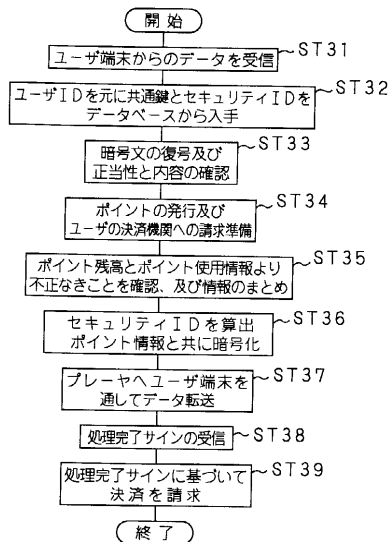 開始
ユーザ端末からのデータを受信
ST31
ユーザIDを元に共通鍵とセキュリティIDを
データベースから入手
ST32
暗号文の復号及び
正当性と内容の確認
ST33
ポイントの発行及び
ユーザの決済機関への請求準備
ST34
ポイント残高とポイント使用情報より
不正なきことを確認、及び情報のまとめ
ST35
セキュリティIDを算出
ポイント情報と共に暗号化
ST36
プレーヤへユーザ端末を
通してデータ転送
ST37
処理完了サインの受信
ST38
処理完了サインに基づいて
決済を請求
ST39
終了